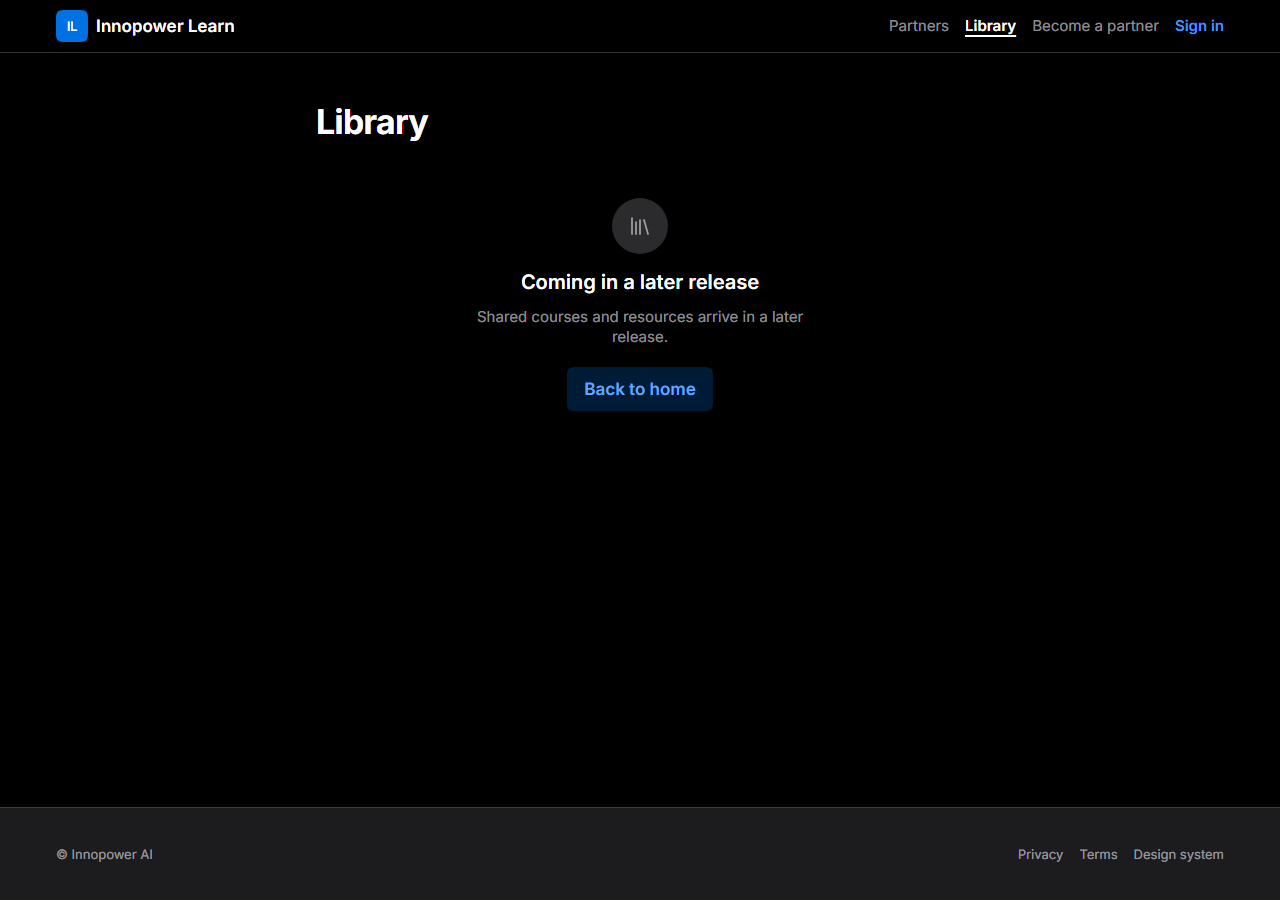 IL Innopower Learn
Partners Library Become a partner Sign in
Library
Coming in a later release
Shared courses and resources arrive in a later
release.
Back to home
© Innopower AI
Privacy Terms Design system